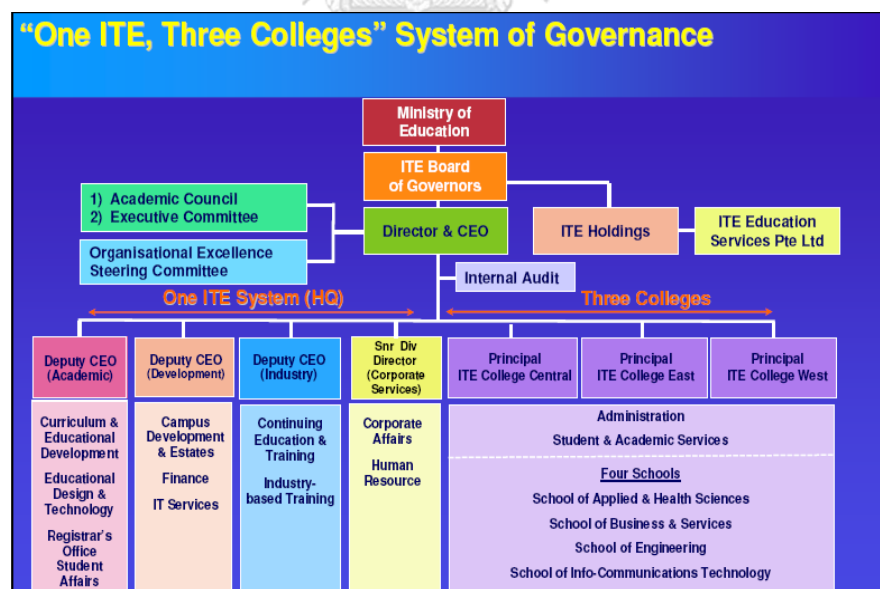 “One ITE, Three Colleges” System of Governance
Ministry of
Education
ITE Board
of Governors
1) Academic Council
2) Executive Committee
Director & CEO
ITE Holdings
ITE Education
Services Pte Ltd
Organisational Excellence
Steering Committee
Internal Audit
One ITE System (HQ)
Three Colleges
Deputy CEO
(Academic)
Deputy CEO
(Development)
Deputy CEO
(Industry)
Snr Div
Director
(Corporate
Services)
Principal
ITE College Central
Principal
ITE College East
Principal
ITE College West
Curriculum &
Educational
Development
Educational
Design &
Technology
Registrar’s
Office
Student
Affairs
Campus
Development
& Estates
Finance
IT Services
Continuing
Education &
Training
Industry-
based Training
Corporate
Affairs
Human
Resource
Administration
Student & Academic Services
Four Schools
School of Applied & Health Sciences
School of Business & Services
School of Engineering
School of Info-Communications Technology